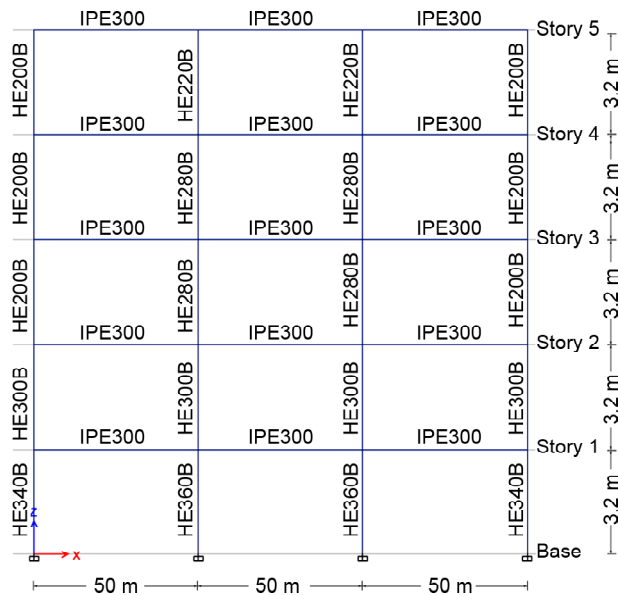 IPE300 IPE300 IPE300 Story 5
HE200B HE220B HE220B HE200B 3.2 m
IPE300 IPE300 IPE300 Story 4
HE200B HE280B HE280B HE200B 3.2 m
IPE300 IPE300 IPE300 Story 3
HE200B HE280B HE280B HE200B 3.2 m
IPE300 IPE300 IPE300 Story 2
HE300B HE300B HE300B HE300B 3.2 m
IPE300 IPE300 IPE300 Story 1
HE340B HE360B HE360B HE340B 3.2 m
Z
X
Base
50 m 50 m 50 m